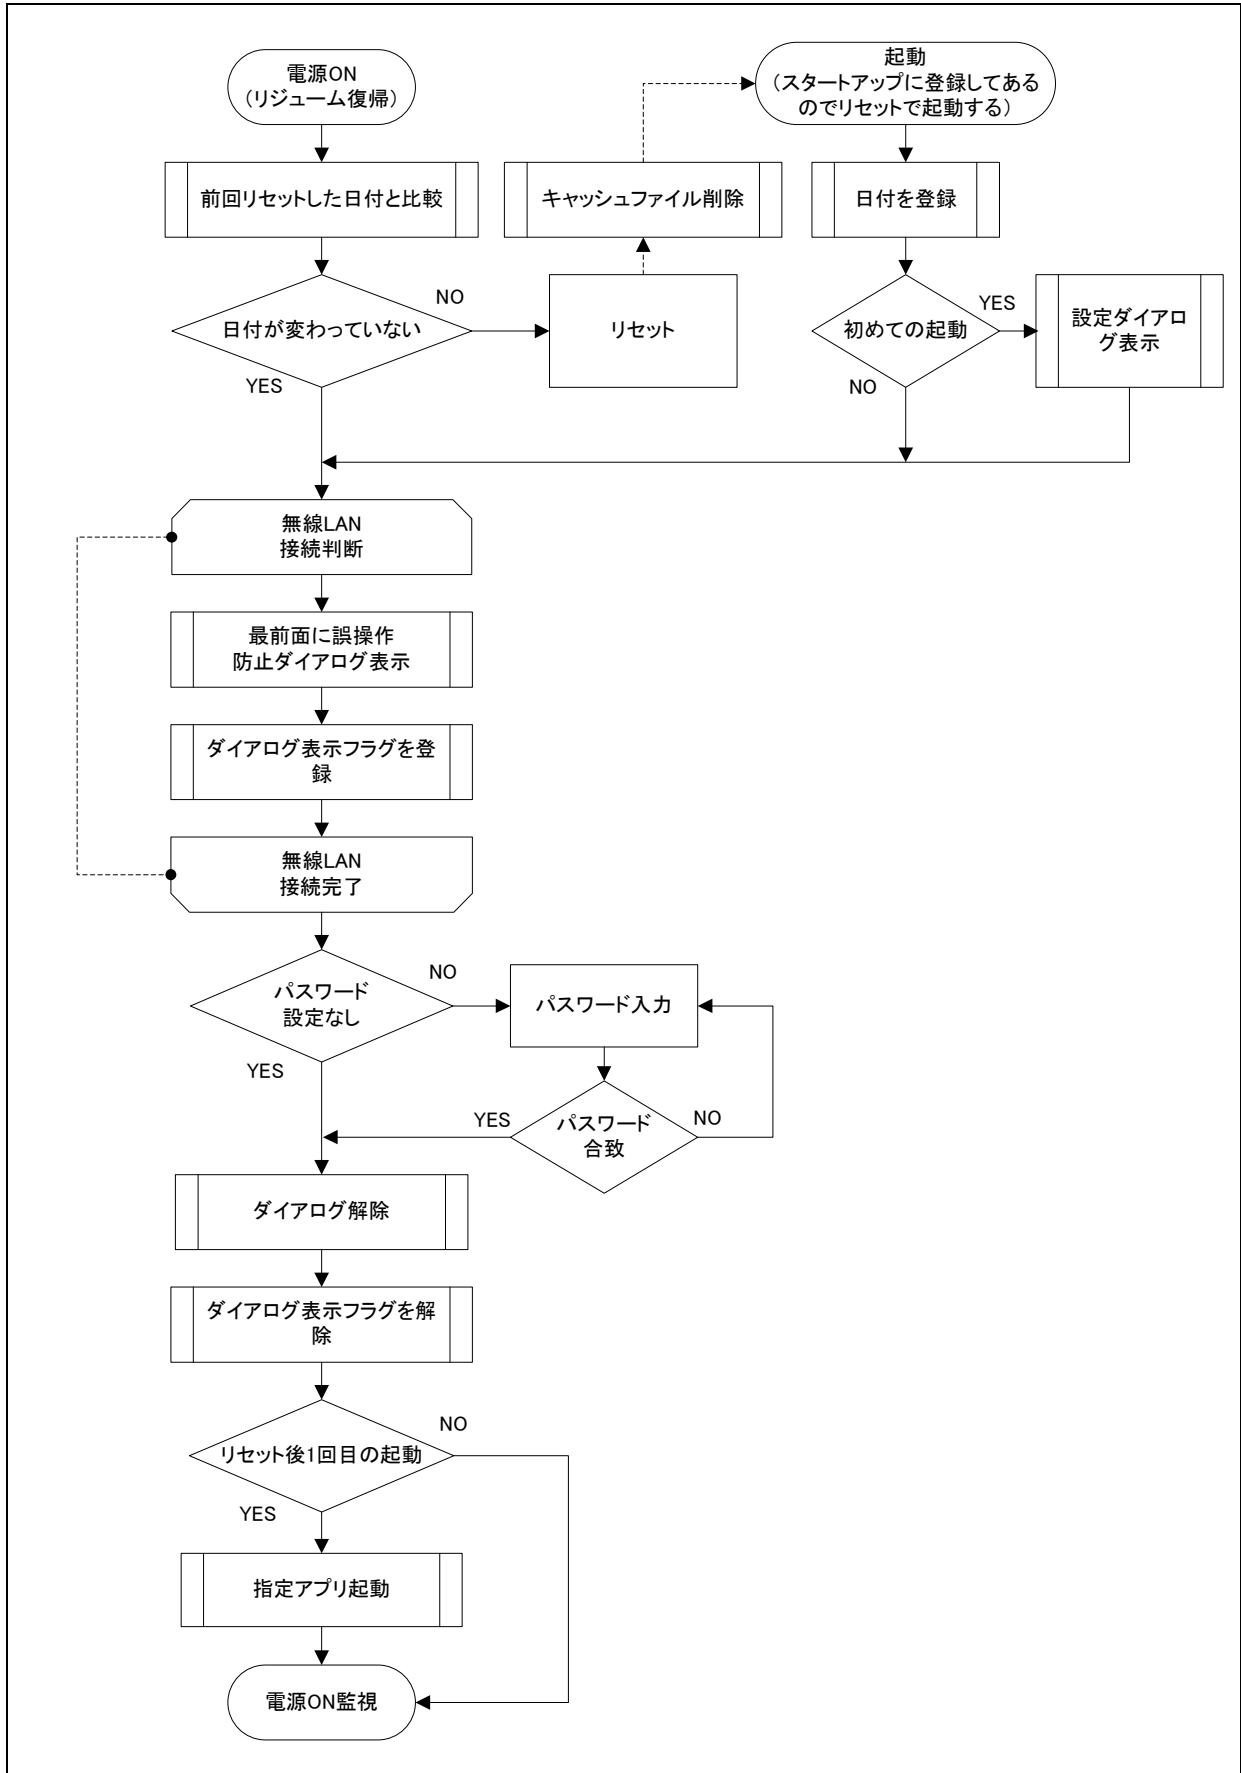 電源ON
(リジューム復帰)
起動
(スタートアップに登録してある
のでリセットで起動する)
前回リセットした日付と比較
キャッシュファイル削除
日付を登録
日付が変わっていない
NO
YES
リセット
初めての起動
YES
NO
設定ダイアロ
グ表示
無線LAN
接続判断
最前面に誤操作
防止ダイアログ表示
ダイアログ表示フラグを登
録
無線LAN
接続完了
パスワード
設定なし
NO
YES
パスワード入力
パスワード
合致
YES
NO
ダイアログ解除
ダイアログ表示フラグを解
除
リセット後1回目の起動
NO
YES
指定アプリ起動
電源ON監視